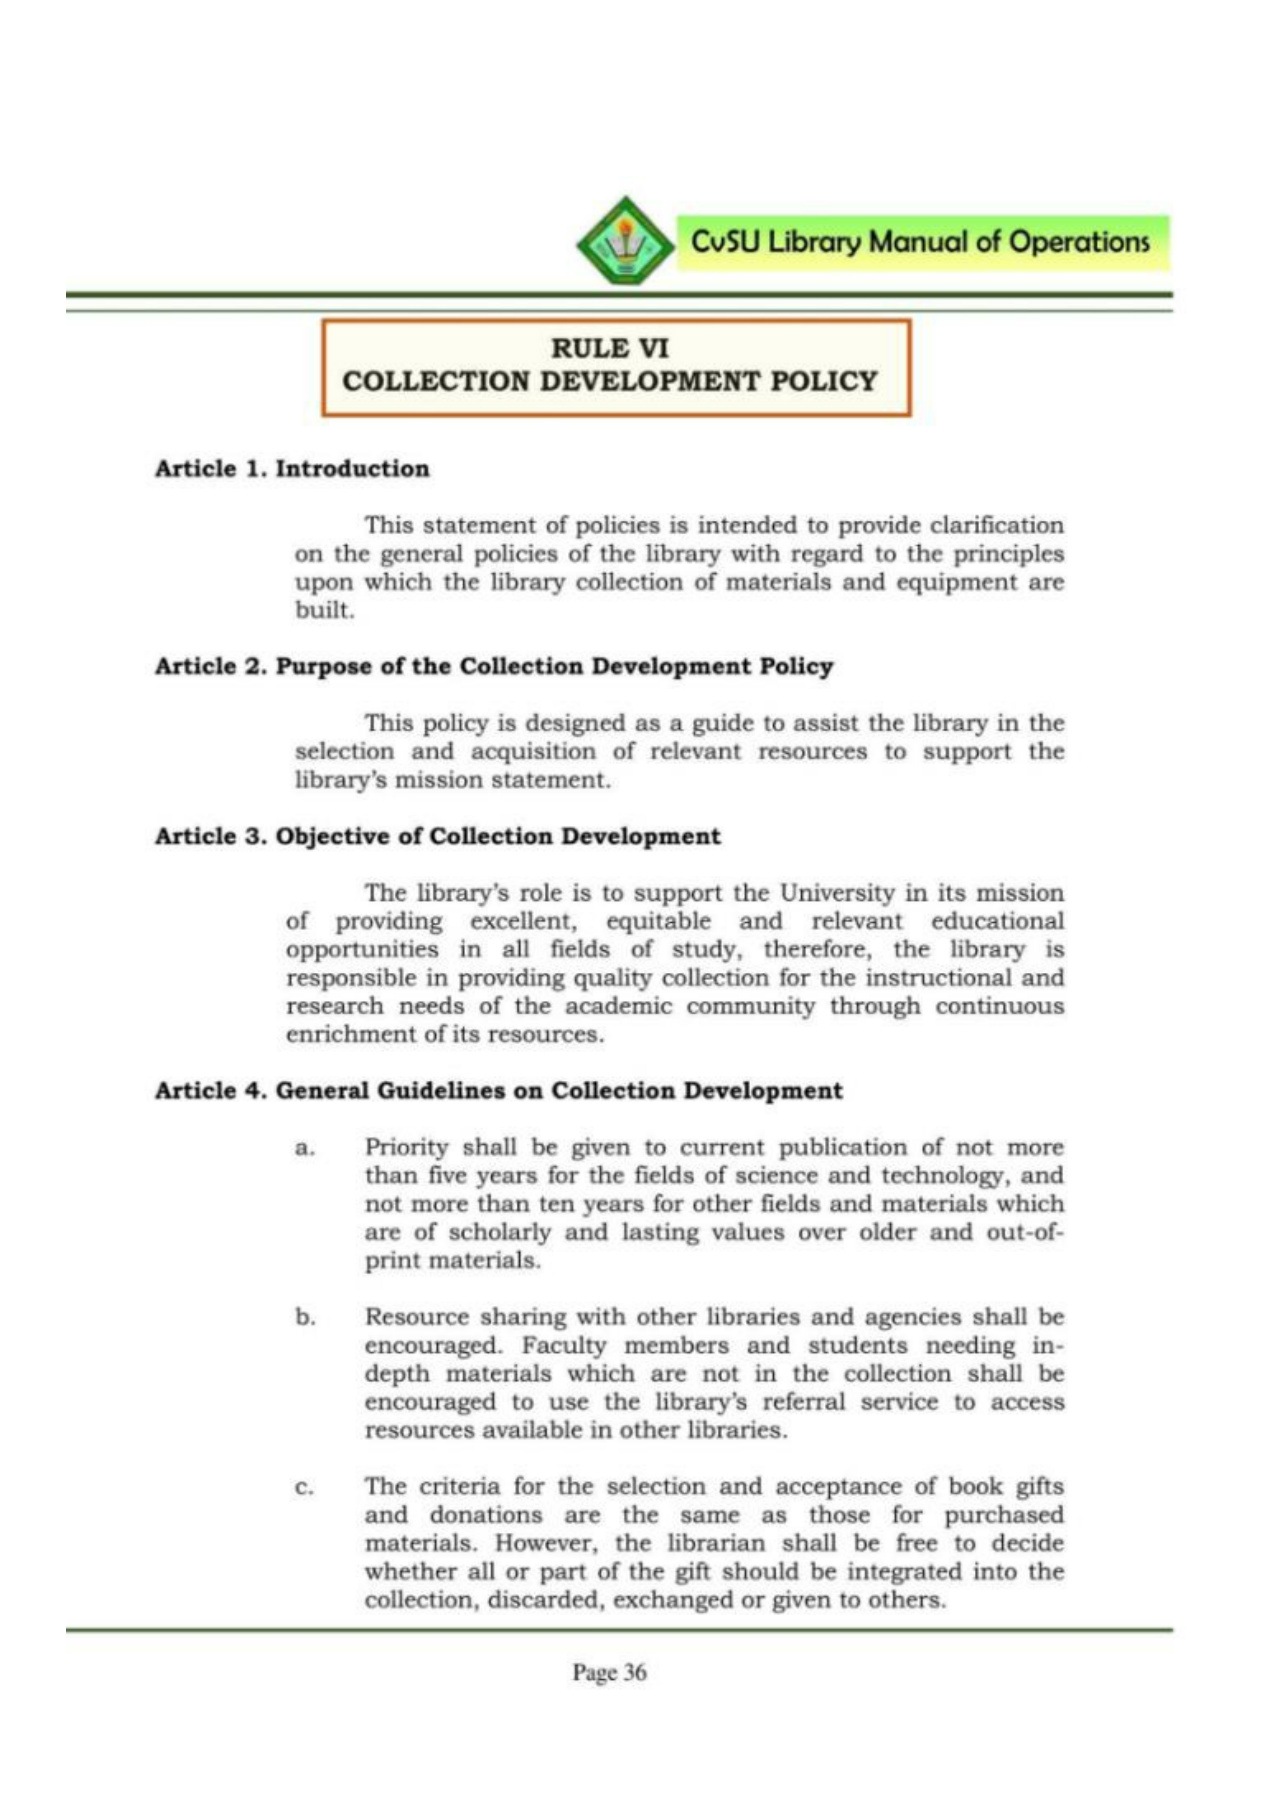 CvSU Library Manual of Operations
RULE VI
COLLECTION DEVELOPMENT POLICY
Article 1. Introduction
This statement of policies is intended to provide clarification
on the general policies of the library with regard to the principles
upon which the library collection of materials and equipment are
built.
Article 2. Purpose of the Collection Development Policy
This policy is designed as a guide to assist the library in the
selection and acquisition of relevant resources to support the
library's mission statement.
Article 3. Objective of Collection Development
The library's role is to support the University in its mission
of providing excellent, equitable and relevant educational
opportunities in all fields of study, therefore, the library is
responsible in providing quality collection for the instructional and
research needs of the academic community through continuous
enrichment of its resources.
Article 4. General Guidelines on Collection Development
a. Priority shall be given to current publication of not more
than five years for the fields of science and technology, and
not more than ten years for other fields and materials which
are of scholarly and lasting values over older and out-of-
print materials.
b. Resource sharing with other libraries and agencies shall be
encouraged. Faculty members and students needing in-
depth materials which are not in the collection shall be
encouraged to use the library's referral service to access
resources available in other libraries.
c. The criteria for the selection and acceptance of book gifts
and donations are the same as those for purchased
materials. However, the librarian shall be free to decide
whether all or part of the gift should be integrated into the
collection, discarded, exchanged or given to others.
Page 36